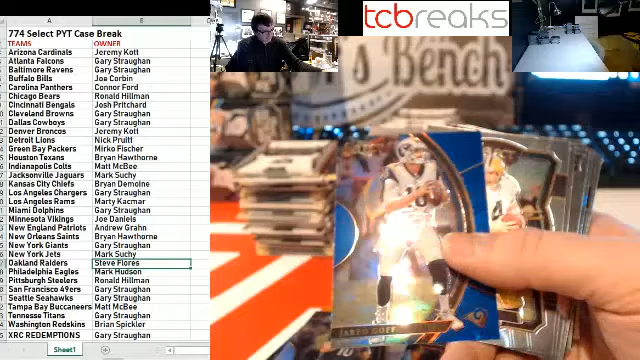 774 Select PYT Case Break
TEAMS OWNER
Arizona Cardinals Jeremy Kott
Atlanta Falcons Gary Straughan
Baltimore Ravens Gary Straughan
Buffalo Bills Joe Corbin
Carolina Panthers Connor Ford
Chicago Bears Ronald Hillman
Cincinnati Bengals Josh Pritchard
Cleveland Browns Gary Straughan
Dallas Cowboys Gary Straughan
Denver Broncos Jeremy Kott
Detroit Lions Nick Pruitt
Green Bay Packers Mirko Fischer
Houston Texans Bryan Hawthorne
Indianapolis Colts Matt McBee
Jacksonville Jaguars Mark Suchy
Kansas City Chiefs Bryan Demoine
Los Angeles Chargers Gary Straughan
Los Angeles Rams Marty Kacmar
Miami Dolphins Gary Straughan
Minnesota Vikings Joe Daniels
New England Patriots Andrew Grahn
New Orleans Saints Bryan Hawthorne
New York Giants Gary Straughan
New York Jets Mark Suchy
Oakland Raiders Steve Flores
Philadelphia Eagles Mark Hudson
Pittsburgh Steelers Ronald Hillman
San Francisco 49ers Gary Straughan
Seattle Seahawks Gary Straughan
Tampa Bay Buccaneers Matt McBee
Tennessee Titans Gary Straughan
Washington Redskins Brian Spickler
XRC REDEMPTIONS Gary Straughan
Sheet1
tcbreaks
's Bench
16
4
JARED GOFF